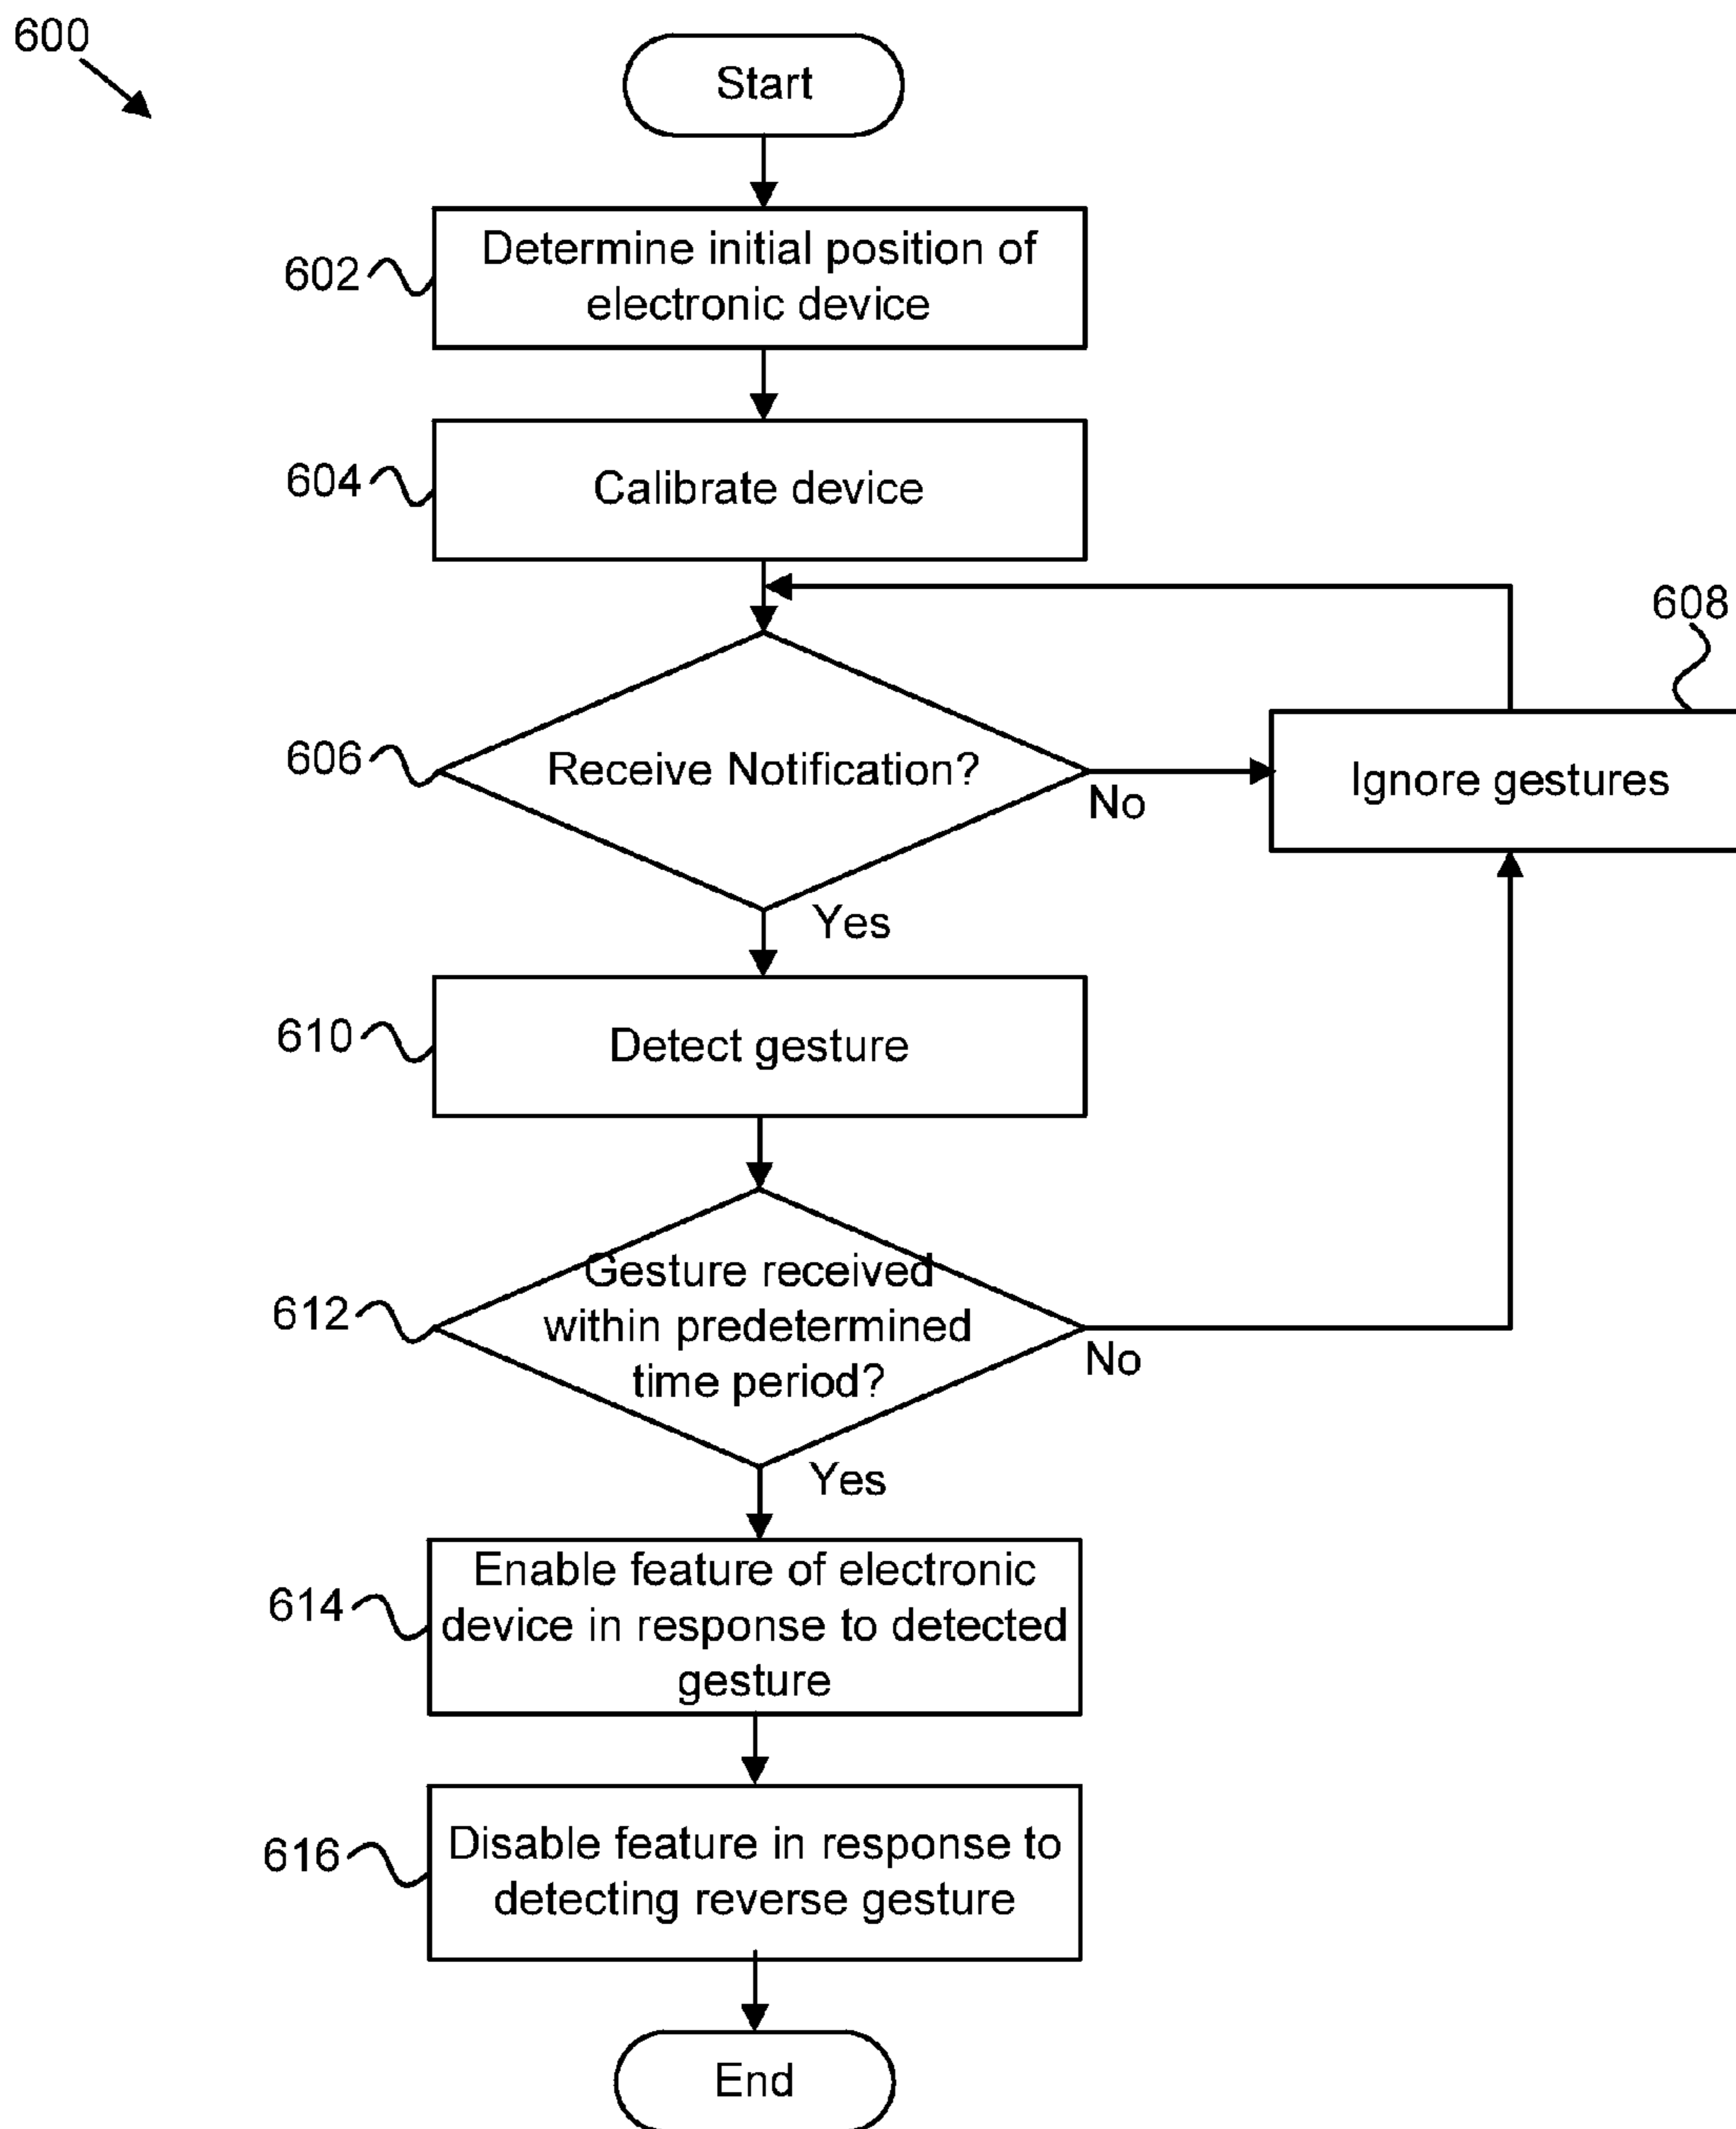 600
Start
602
Determine initial position of
electronic device
604
Calibrate device
608
606
Receive Notification?
No
Ignore gestures
Yes
610
Detect gesture
612
Gesture received
within predetermined
time period?
No
Yes
614
Enable feature of electronic
device in response to detected
gesture
616
Disable feature in response to
detecting reverse gesture
End